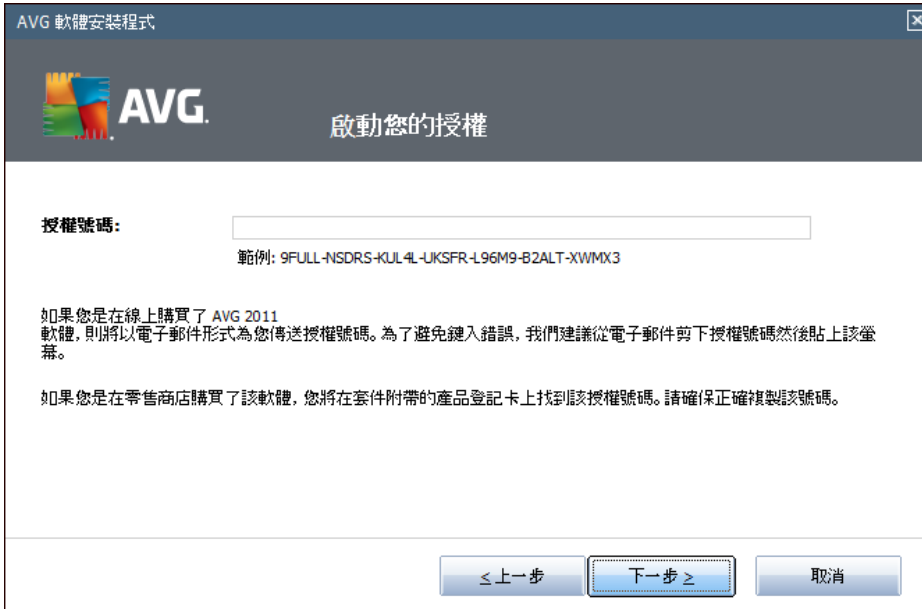 AVG 軟體安裝程式
AVG.
啟動您的授權
授權號碼:
範例: 9FULL-NSDRS-KUL4L-UKSFR-L96M9-B2ALT-XWMX3
如果您是在線上購買了 AVG 2011
軟體, 則將以電子郵件形式為您傳送授權號碼。為了避免鍵入錯誤, 我們建議從電子郵件剪下授權號碼然後貼上該螢
幕。
如果您是在零售商店購買了該軟體, 您將在套件附帶的產品登記卡上找到該授權號碼。請確保正確複製該號碼。
< 上一步
下一步 >
取消